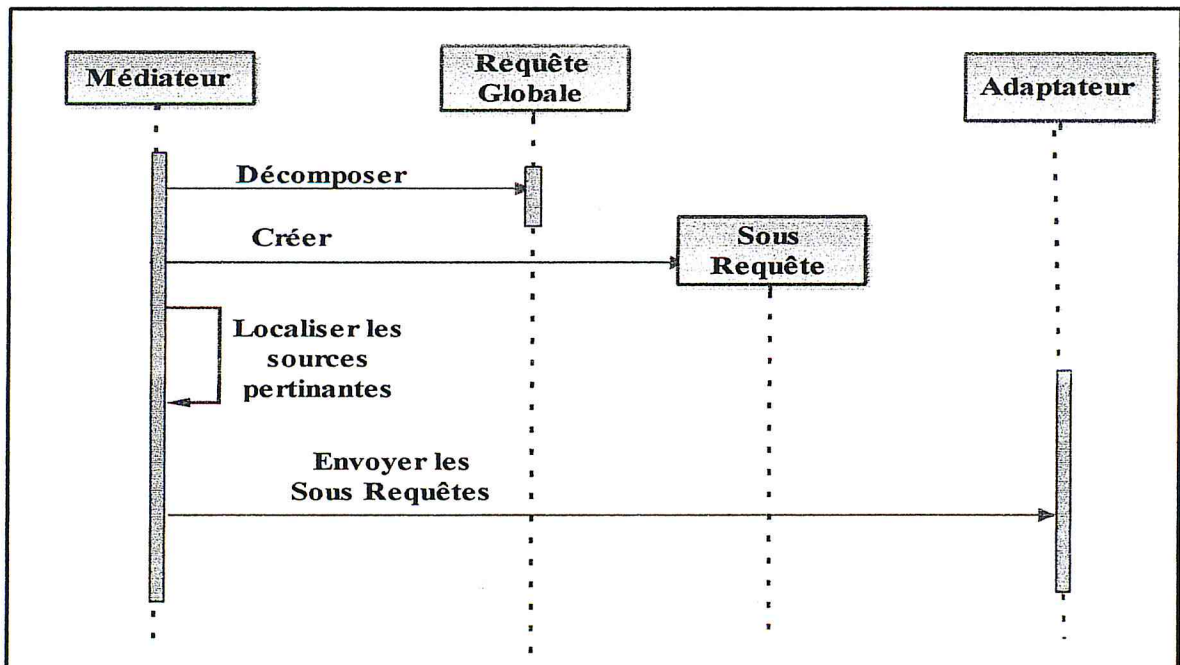 Médiateur
Requête
Globale
Adaptateur
Décomposer
Créer
Sous
Requête
Localiser les
sources
pertinantes
Envoyer les
Sous Requêtes